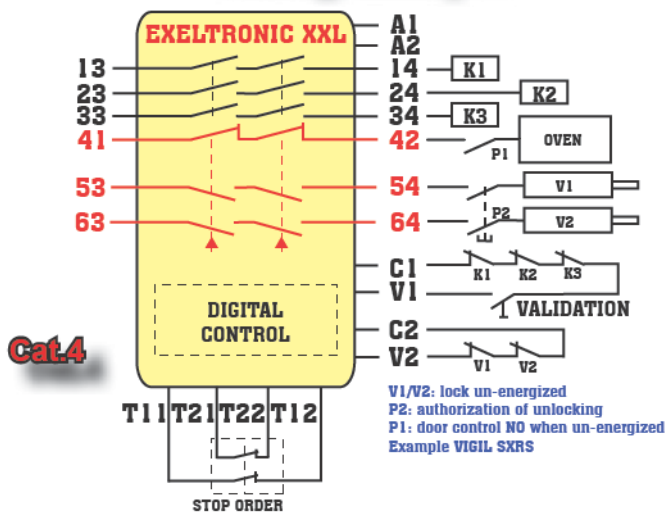 EXELTRONIC XXL
A1
A2
13 14 K1
23 24 K2
33 34 K3
41 42 P1 OVEN
53 54 V1
63 64 P2 V2
C1
K1 K2 K3
V1
VALIDATION
DIGITAL
CONTROL
C2
V2
V1 V2
Cat.4
T11 T21 T22 T12
STOP ORDER
V1/V2: lock un-energized
P2: authorization of unlocking
P1: door control NO when un-energized
Example VIGIL SXRS